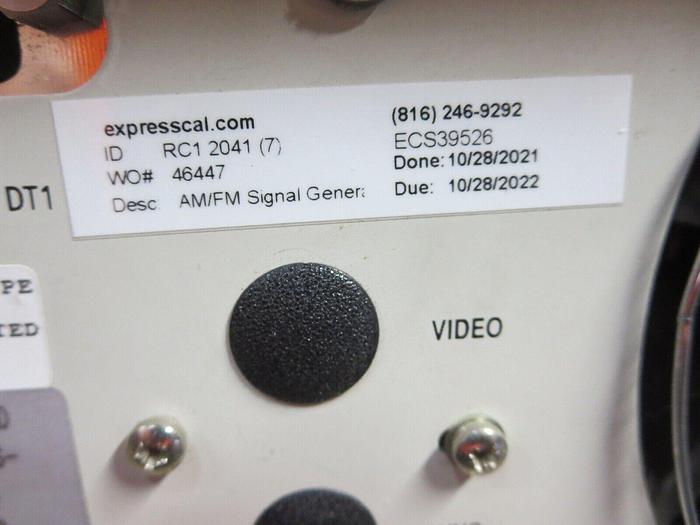 expresscal.com (816) 246-9292
ID RC1 2041 (7) ECS39526
WO# 46447 Done: 10/28/2021
Desc AM/FM Signal Genera Due: 10/28/2022
DT1
PE
TED
VIDEO